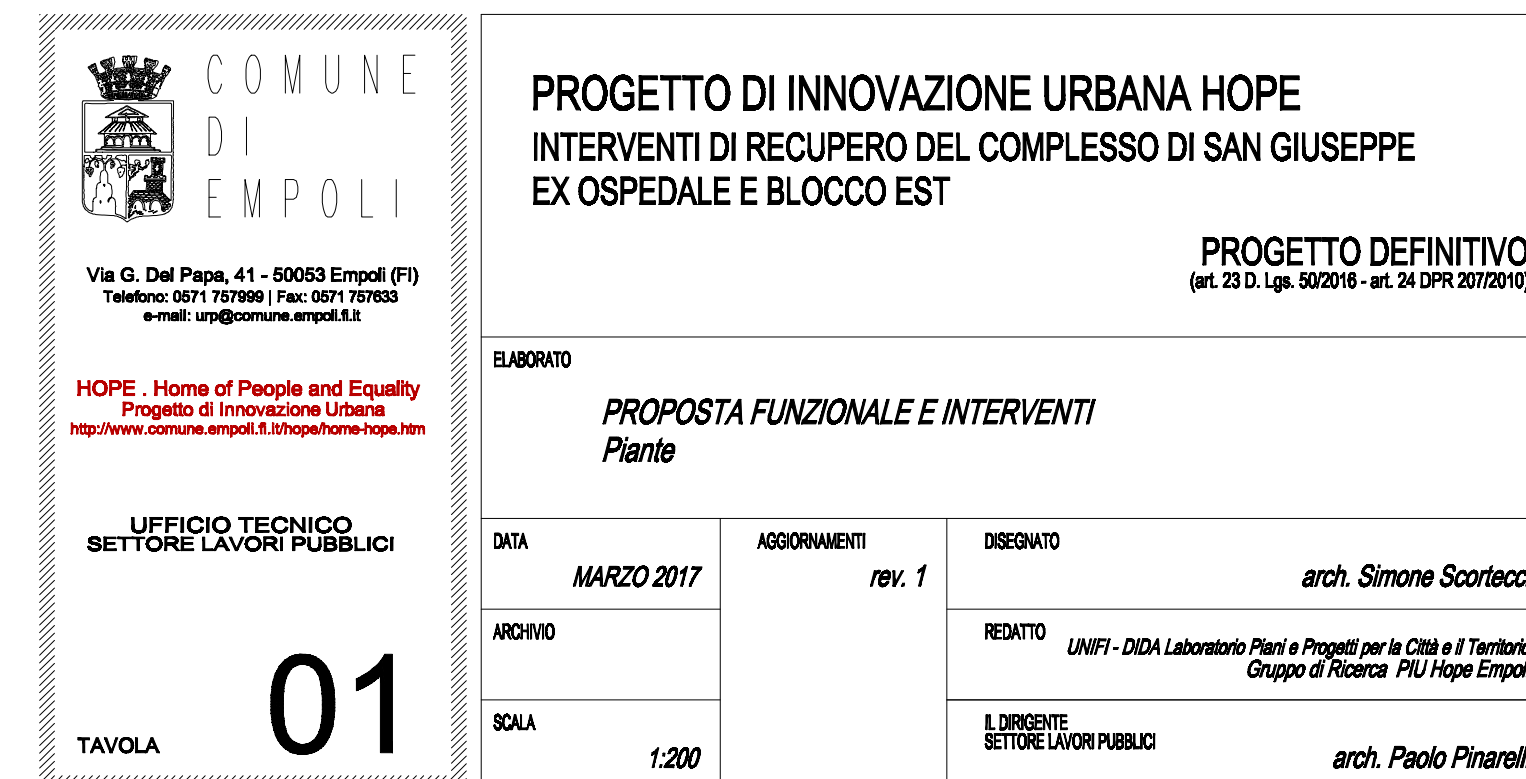 COMUNE
DI
EMPOLI
Via G. Del Papa, 41 - 50053 Empoli (FI)
Telefono: 0571 757999 | Fax: 0571 757633
e-mail: urp@comune.empoli.fi.it
HOPE . Home of People and Equality
Progetto di Innovazione Urbana
http://www.comune.empoli.fi.it/hope/home-hope.htm
UFFICIO TECNICO
SETTORE LAVORI PUBBLICI
TAVOLA
01
PROGETTO DI INNOVAZIONE URBANA HOPE
INTERVENTI DI RECUPERO DEL COMPLESSO DI SAN GIUSEPPE
EX OSPEDALE E BLOCCO EST
PROGETTO DEFINITIVO
(art. 23 D. Lgs. 50/2016 - art. 24 DPR 207/2010)
ELABORATO
PROPOSTA FUNZIONALE E INTERVENTI
Piante
DATA
MARZO 2017
AGGIORNAMENTI
rev. 1
DISEGNATO
arch. Simone Scortecci
ARCHIVIO
REDATTO
UNIFI - DIDA Laboratorio Piani e Progetti per la Città e il Territorio
Gruppo di Ricerca PIU Hope Empoli
SCALA
1:200
IL DIRIGENTE
SETTORE LAVORI PUBBLICI
arch. Paolo Pinarelli